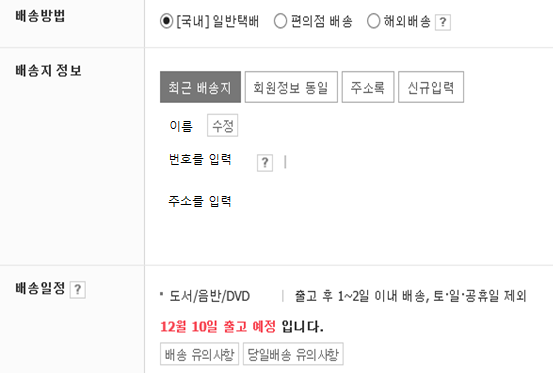 배송방법 [국내] 일반택배 편의점 배송 해외배송 ?
배송지 정보
최근 배송지 회원정보 동일 주소록 신규입력
이름 수정
번호를 입력 ? |
주소를 입력
배송일정 ? • 도서/음반/DVD | 출고 후 1~2일 이내 배송, 토·일·공휴일 제외
12월 10일 출고 예정 입니다.
배송 유의사항 당일배송 유의사항